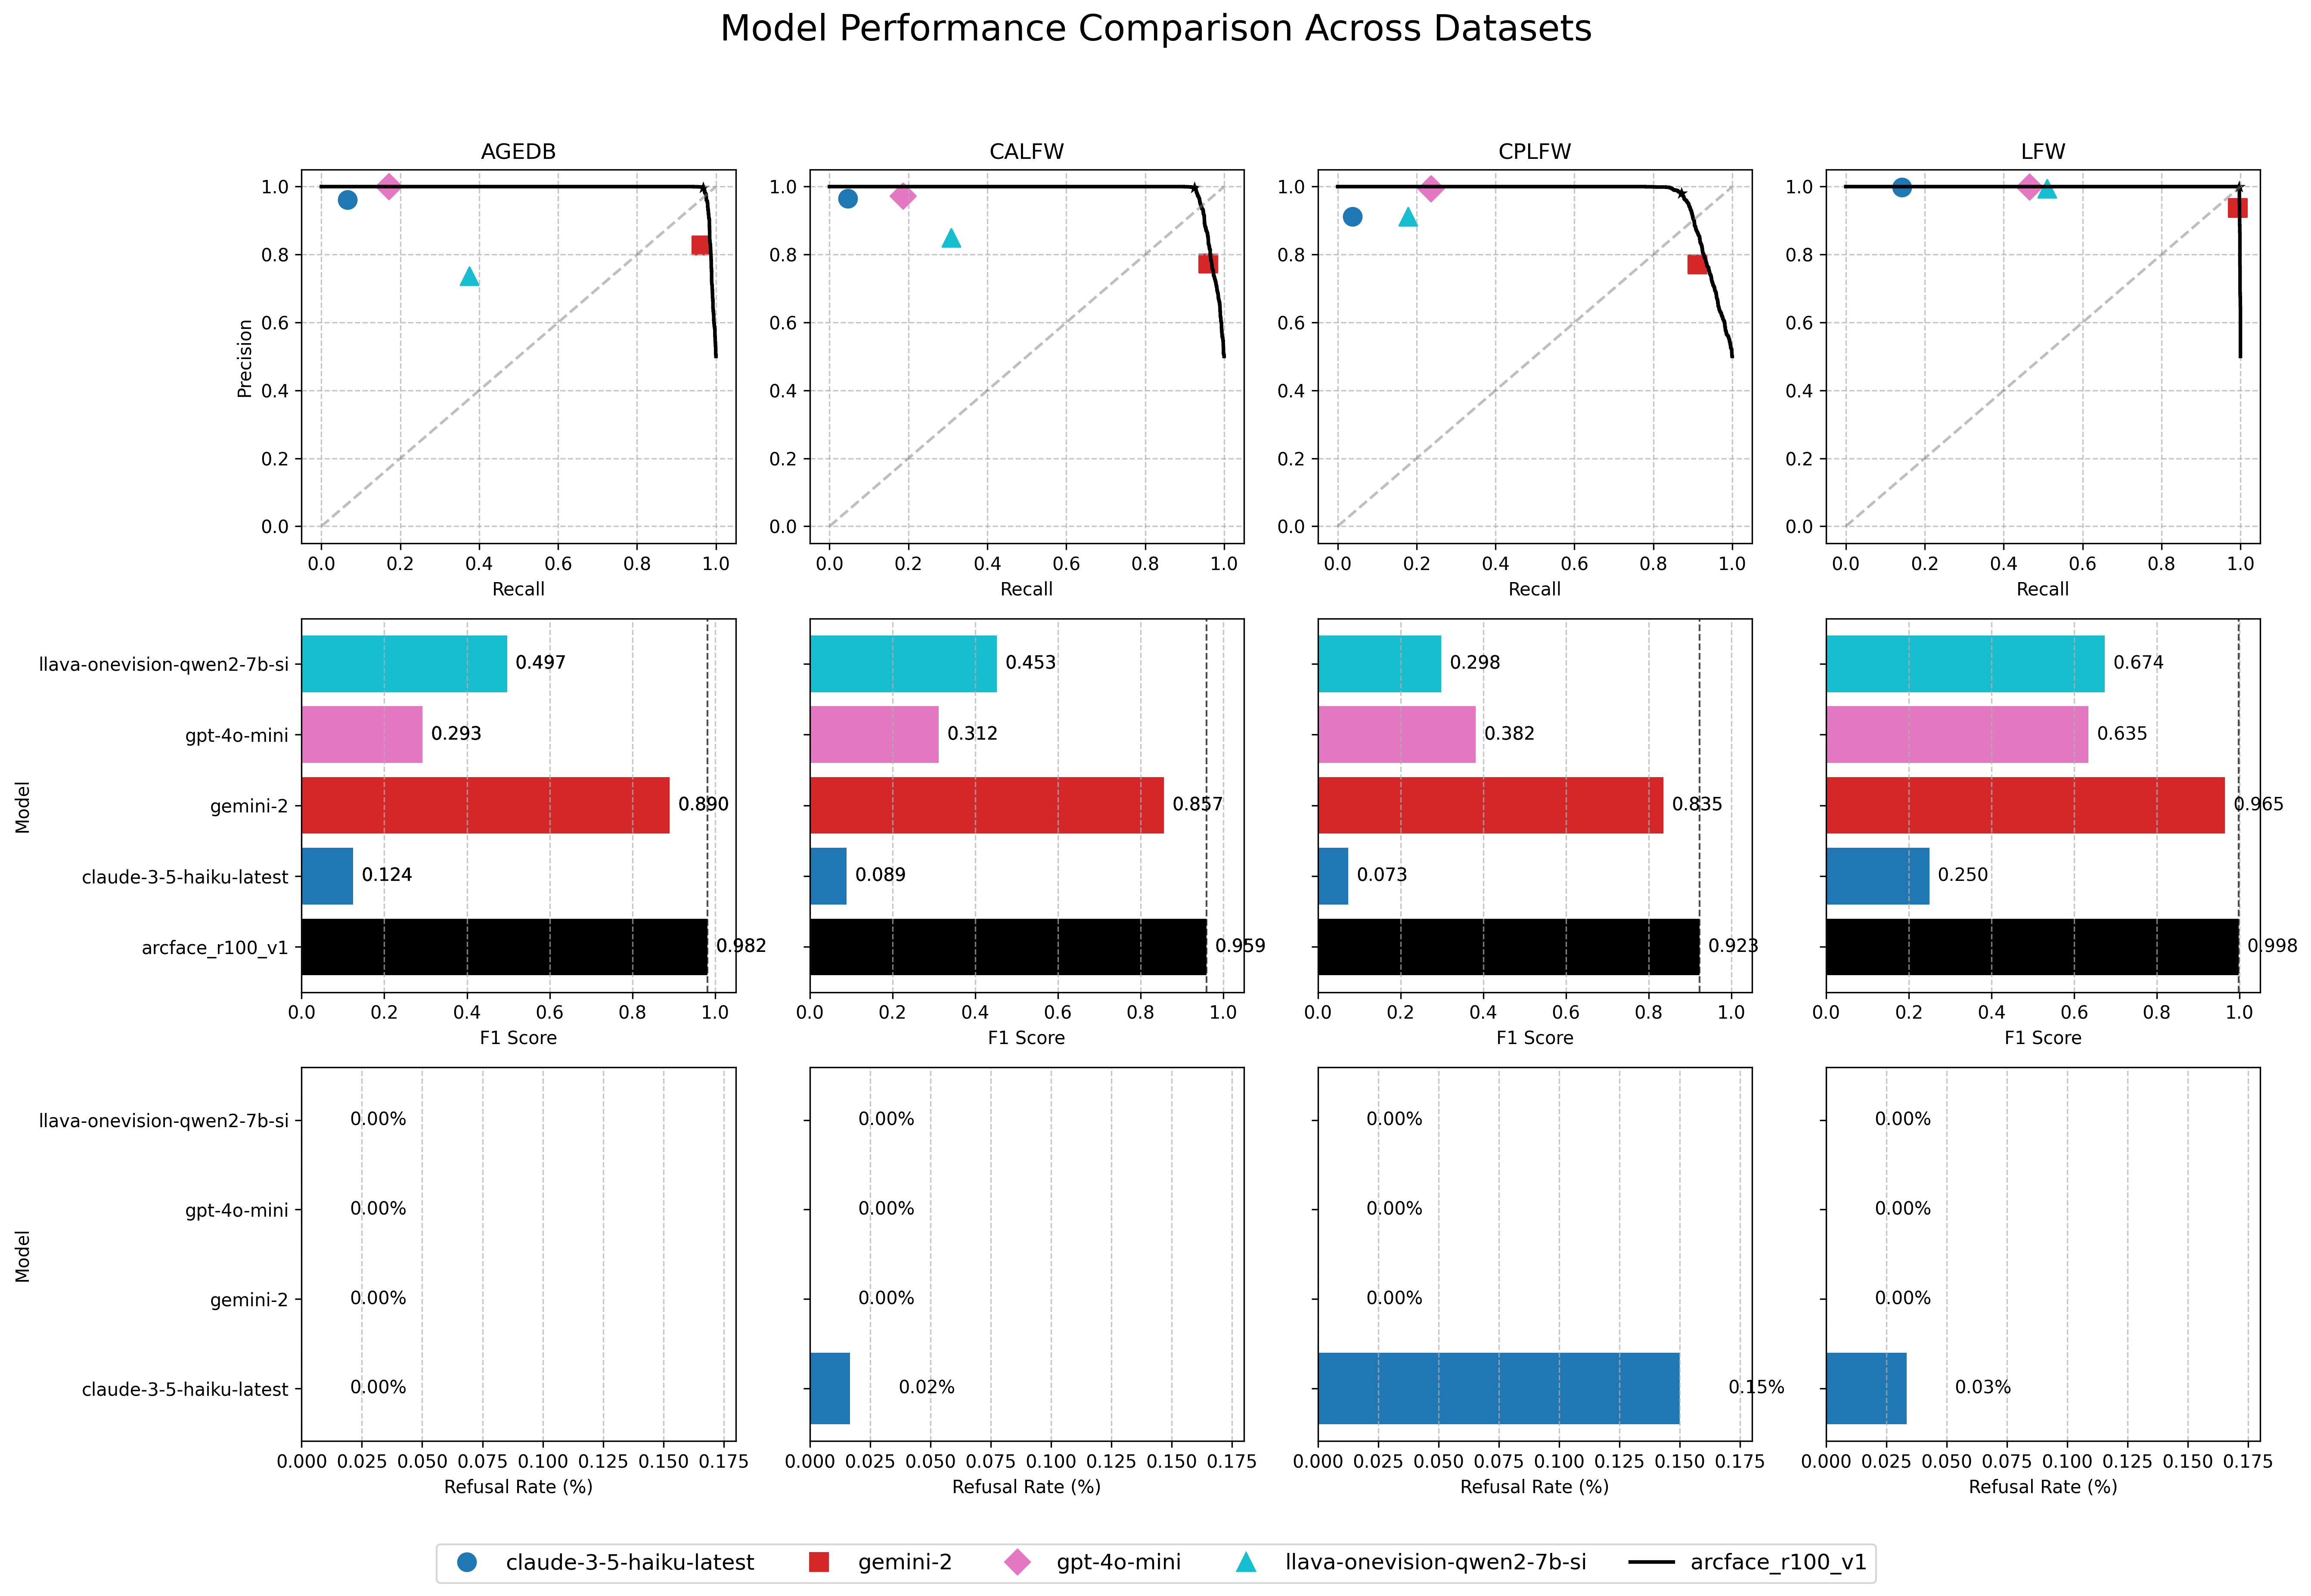 Model Performance Comparison Across Datasets
AGEDB CALFW CPLFW LFW
Precision
1.0 1.0 1.0 1.0
0.8 0.8 0.8 0.8
0.6 0.6 0.6 0.6
0.4 0.4 0.4 0.4
0.2 0.2 0.2 0.2
0.0 0.0 0.0 0.0
0.0 0.2 0.4 0.6 0.8 1.0 0.0 0.2 0.4 0.6 0.8 1.0 0.0 0.2 0.4 0.6 0.8 1.0 0.0 0.2 0.4 0.6 0.8 1.0
Recall Recall Recall Recall
Model
llava-onevision-qwen2-7b-si 0.497 0.453 0.298 0.674
gpt-4o-mini 0.293 0.312 0.382 0.635
gemini-2 0.890 0.857 0.835 0.965
claude-3-5-haiku-latest 0.124 0.089 0.073 0.250
arcface_r100_v1 0.982 0.959 0.923 0.998
0.0 0.2 0.4 0.6 0.8 1.0 0.0 0.2 0.4 0.6 0.8 1.0 0.0 0.2 0.4 0.6 0.8 1.0 0.0 0.2 0.4 0.6 0.8 1.0
F1 Score F1 Score F1 Score F1 Score
Model
llava-onevision-qwen2-7b-si 0.00% 0.00% 0.00% 0.00%
gpt-4o-mini 0.00% 0.00% 0.00% 0.00%
gemini-2 0.00% 0.00% 0.00% 0.00%
claude-3-5-haiku-latest 0.00% 0.02% 0.15% 0.03%
0.000 0.025 0.050 0.075 0.100 0.125 0.150 0.175 0.000 0.025 0.050 0.075 0.100 0.125 0.150 0.175 0.000 0.025 0.050 0.075 0.100 0.125 0.150 0.175 0.000 0.025 0.050 0.075 0.100 0.125 0.150 0.175
Refusal Rate (%) Refusal Rate (%) Refusal Rate (%) Refusal Rate (%)
claude-3-5-haiku-latest gemini-2 gpt-4o-mini llava-onevision-qwen2-7b-si arcface_r100_v1